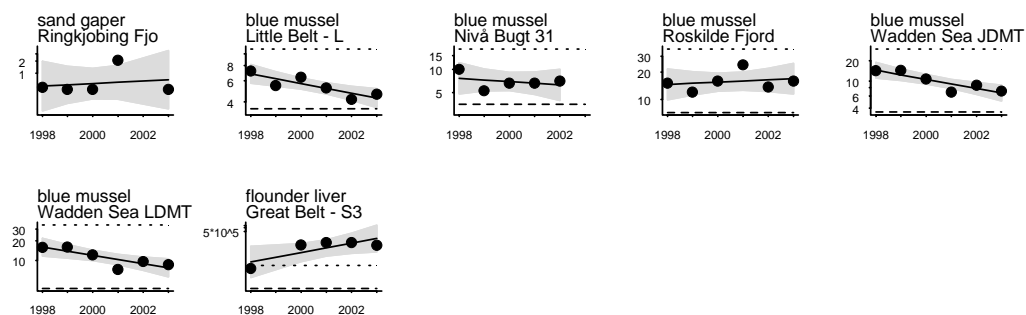 sand gaper
Ringkjobing Fjo
2
1
1998 2000 2002
blue mussel
Little Belt - L
8
6
4
1998 2000 2002
blue mussel
Nivå Bugt 31
15
10
5
1998 2000 2002
blue mussel
Roskilde Fjord
30
20
10
1998 2000 2002
blue mussel
Wadden Sea JDMT
20
10
6
4
1998 2000 2002
blue mussel
Wadden Sea LDMT
30
20
10
1998 2000 2002
flounder liver
Great Belt - S3
5*10^5
1998 2000 2002